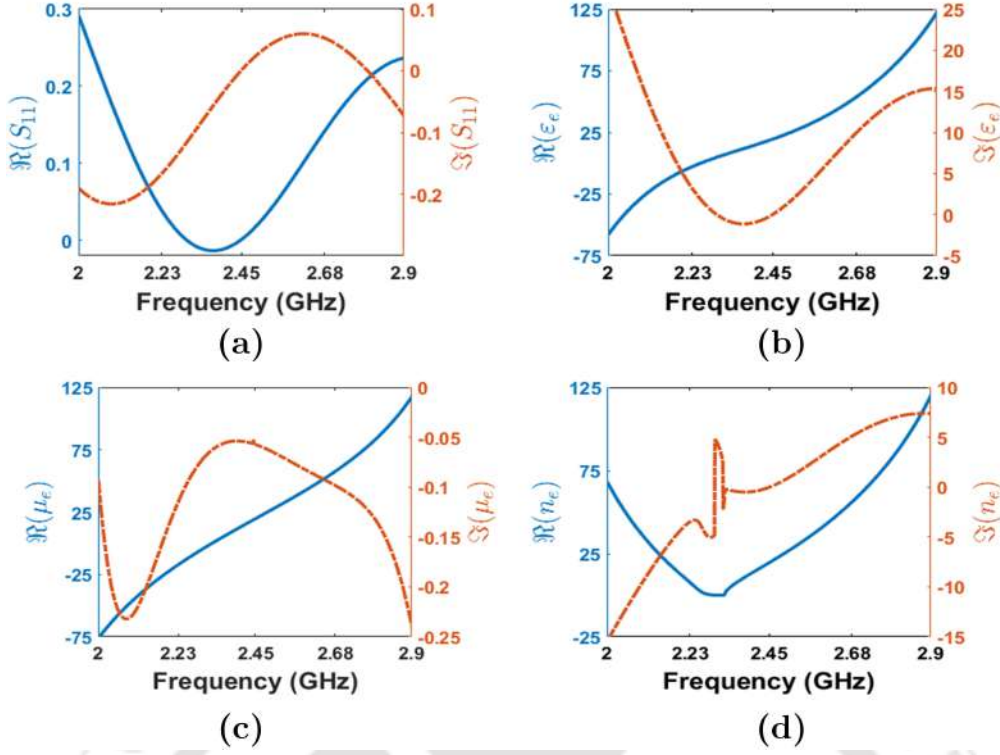 0.3
0.2
0.1
0
ℜ(S₁₁)
0.1
0
-0.1
-0.2
ℑ(S₁₁)
2 2.23 2.45 2.68 2.9
Frequency (GHz)
(a)
125
75
25
-25
-75
ℜ(εₑ)
25
20
15
10
5
0
-5
ℑ(εₑ)
2 2.23 2.45 2.68 2.9
Frequency (GHz)
(b)
125
75
25
-25
-75
ℜ(μₑ)
0
-0.05
-0.1
-0.15
-0.2
-0.25
ℑ(μₑ)
2 2.23 2.45 2.68 2.9
Frequency (GHz)
(c)
125
75
25
-25
ℜ(nₑ)
10
5
0
-5
-10
-15
ℑ(nₑ)
2 2.23 2.45 2.68 2.9
Frequency (GHz)
(d)